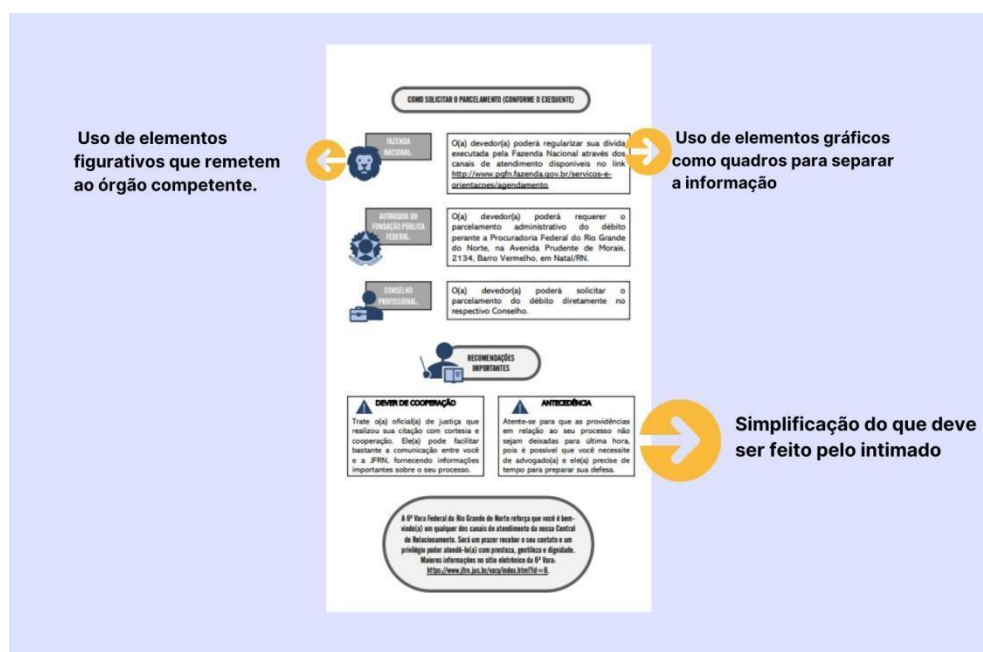 COMO SOLICITAR O PARCELAMENTO (CONFORME O EXEQUENTE)
Uso de elementos
figurativos que remetem
ao órgão competente.
FAZENDA
NACIONAL.
O(a) devedor(a) poderá regularizar sua dívida
executada pela Fazenda Nacional através dos
canais de atendimento disponíveis no link
http://www.pgfn.fazenda.gov.br/servicos-e-
orientacoes/agendamento
Uso de elementos gráficos
como quadros para separar
a informação
AUTARQUIA OU
FUNDAÇÃO PÚBLICA
FEDERAL.
O(a) devedor(a) poderá requerer o
parcelamento administrativo do débito
perante a Procuradoria Federal do Rio Grande
do Norte, na Avenida Prudente de Morais,
2134, Barro Vermelho, em Natal/RN.
CONSELHO
PROFISSIONAL.
O(a) devedor(a) poderá solicitar o
parcelamento do débito diretamente no
respectivo Conselho.
RECOMENDAÇÕES
IMPORTANTES
DEVER DE COOPERAÇÃO
Trate o(a) oficial(a) de justiça que
realizou sua citação com cortesia e
cooperação. Ele(a) pode facilitar
bastante a comunicação entre você
e a JFRN, fornecendo informações
importantes sobre o seu processo.
ANTECEDÊNCIA
Atente-se para que as providências
em relação ao seu processo não
sejam deixadas para última hora,
pois é possível que você necessite
de advogado(a) e ele(a) precise de
tempo para preparar sua defesa.
Simplificação do que deve
ser feito pelo intimado
A 6ª Vara Federal do Rio Grande do Norte reforça que você é bem-
vindo(a) em qualquer dos canais de atendimento da nossa Central
de Relacionamento. Será um prazer receber o seu contato e um
privilégio poder atendê-lo(a) com presteza, gentileza e dignidade.
Maiores informações no sítio eletrônico da 6ª Vara:
https://www.jfrn.jus.br/vara/index.html?id=6.